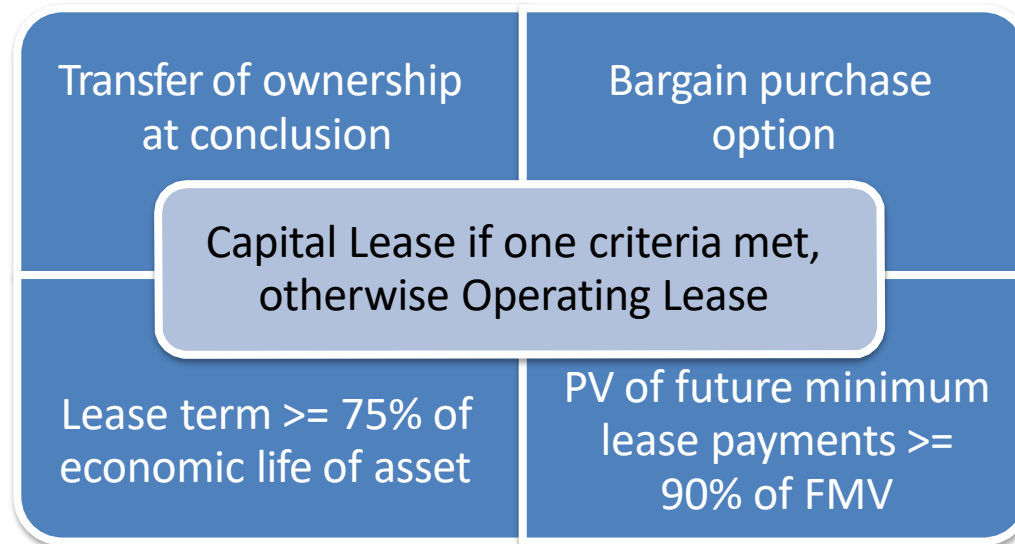 Transfer of ownership
at conclusion
Bargain purchase
option
Capital Lease if one criteria met,
otherwise Operating Lease
Lease term >= 75% of
economic life of asset
PV of future minimum
lease payments >=
90% of FMV